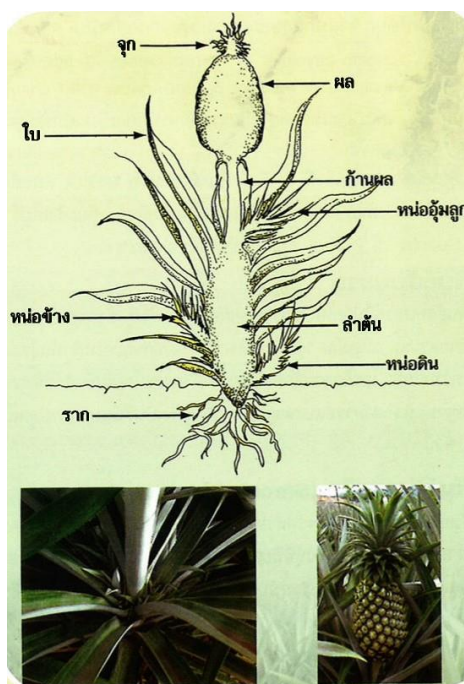 จุก
ผล
ใบ
ก้านผล
หน่ออุ้มลูก
หน่อข้าง
ลำต้น
หน่อดิน
ราก